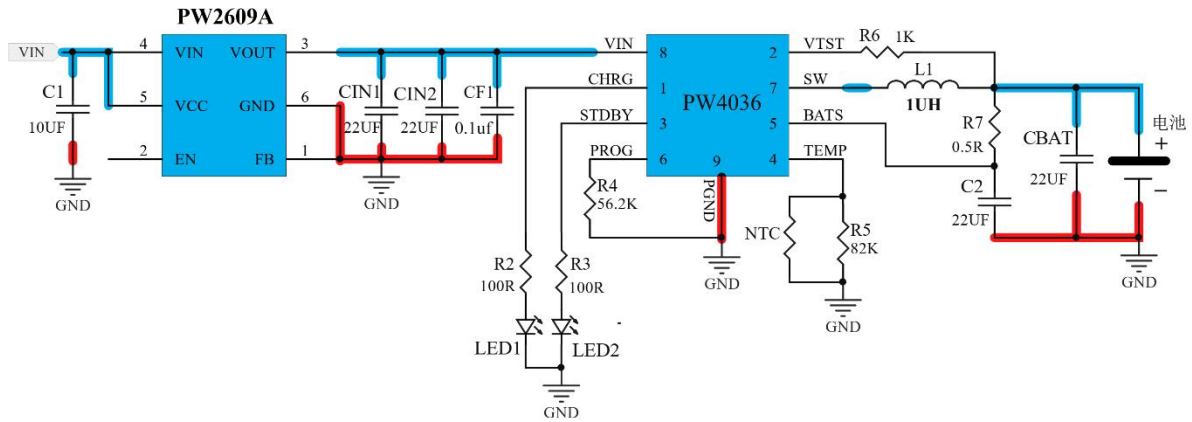 PW2609A
VIN
4
VIN
VOUT
3
C1
10UF
5
VCC
GND
6
2
EN
FB
1
GND
CIN1
22UF
CIN2
22UF
CF1
0.1uf
GND
VIN
8
CHRG
1
STDBY
3
PROG
6
PW4036
9
PGND
2
VTST
7
SW
5
BATS
4
TEMP
R4
56.2K
GND
R2
100R
R3
100R
LED1
LED2
GND
NTC
R5
82K
GND
R6
1K
L1
1UH
R7
0.5R
C2
22UF
CBAT
22UF
电池
+
−
GND